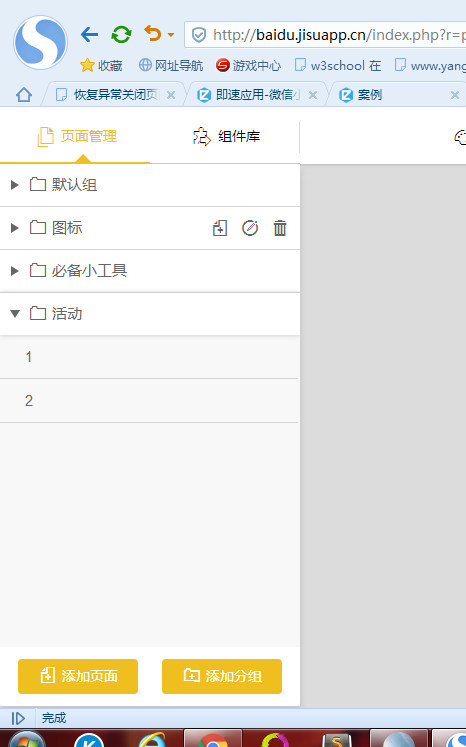 http://baidu.jisuapp.cn/index.php?r=p
收藏 网址导航 游戏中心 w3school 在 www.yang
恢复异常关闭页 即速应用-微信小 案例
页面管理 组件库
默认组
图标
必备小工具
活动
1
2
添加页面 添加分组
完成